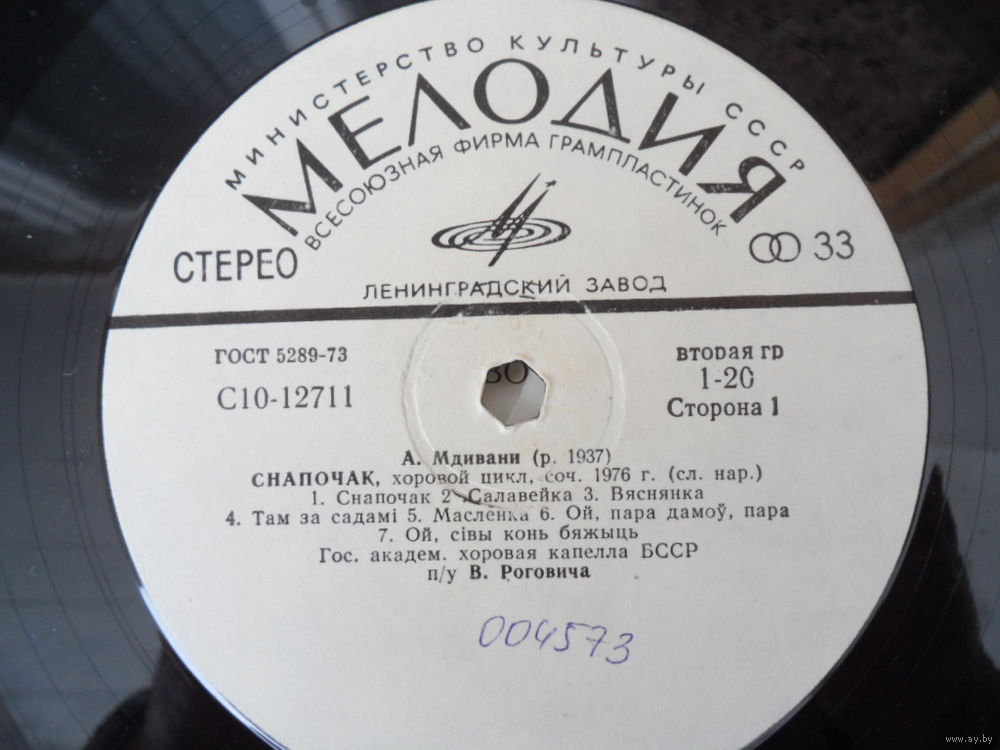 МИНИСТЕРСТВО КУЛЬТУРЫ СССР
МЕЛОДИЯ
ВСЕСОЮЗНАЯ ФИРМА ГРАМПЛАСТИНОК
СТЕРЕО
33
ЛЕНИНГРАДСКИЙ ЗАВОД
ГОСТ 5289-73
вторая гр
С10-12711
1-20
Сторона 1
А. Мдивани (р. 1937)
СНАПОЧАК, хоровой цикл, соч. 1976 г. (сл. нар.)
1. Снапочак 2 Салавейка 3. Вяснянка
4. Там за садамі 5. Масленка 6. Ой, пара дамоў, пара
7. Ой, сівы конь бяжыць
Гос. академ. хоровая капелла БССР
п/у В. Роговича
004573
www.ay.by